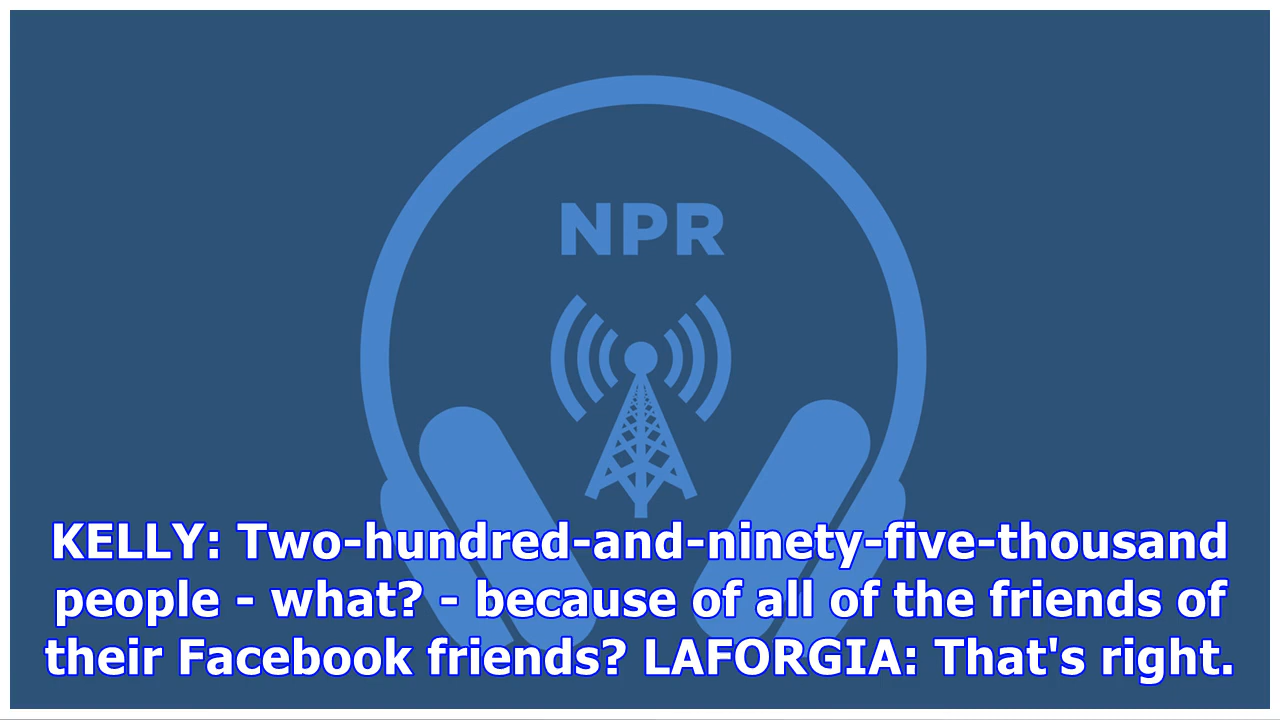 NPR
KELLY: Two-hundred-and-ninety-five-thousand
people - what? - because of all of the friends of
their Facebook friends? LAFORGIA: That's right.